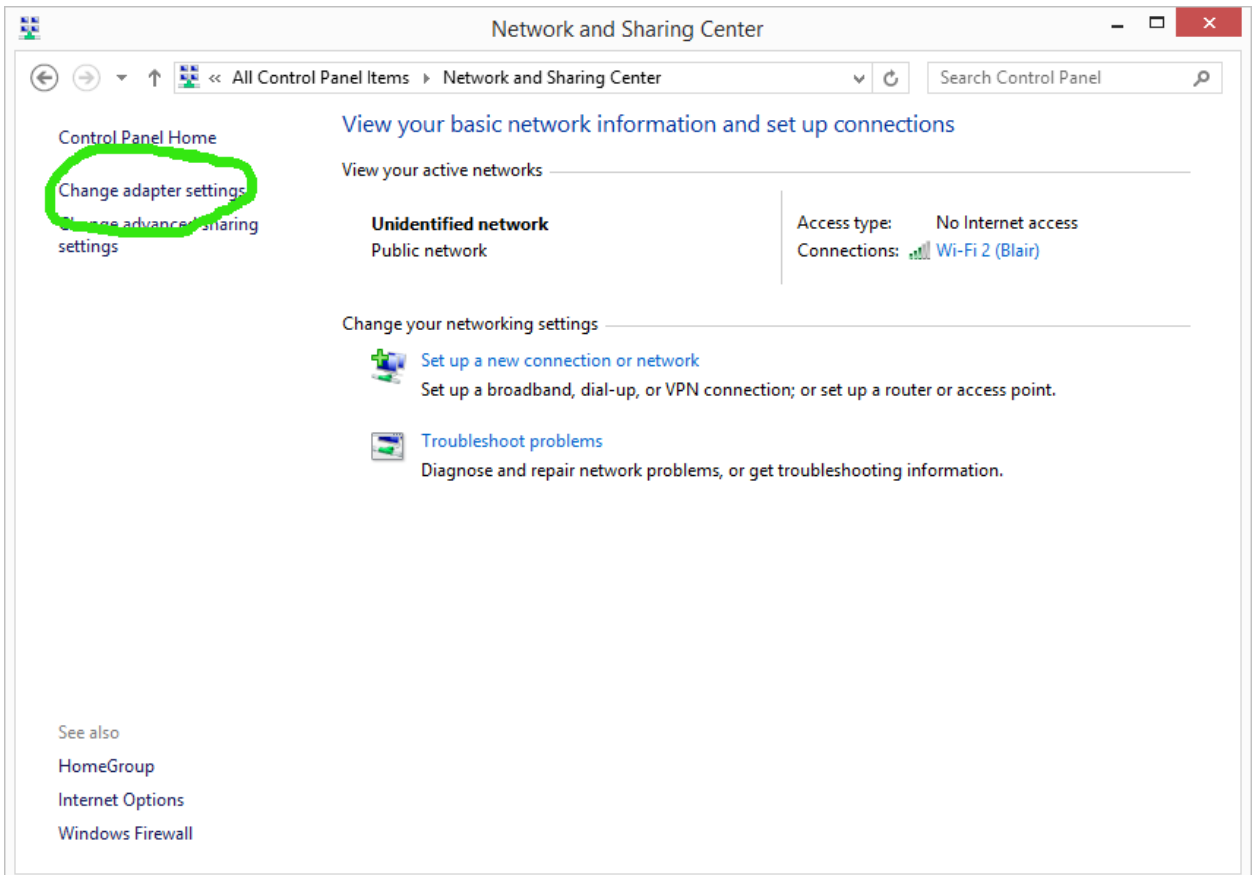 Network and Sharing Center
« All Control Panel Items Network and Sharing Center
Search Control Panel
Control Panel Home
Change adapter settings
Change advanced sharing
settings
View your basic network information and set up connections
View your active networks
Unidentified network
Public network
Access type: No Internet access
Connections: Wi-Fi 2 (Blair)
Change your networking settings
Set up a new connection or network
Set up a broadband, dial-up, or VPN connection; or set up a router or access point.
Troubleshoot problems
Diagnose and repair network problems, or get troubleshooting information.
See also
HomeGroup
Internet Options
Windows Firewall